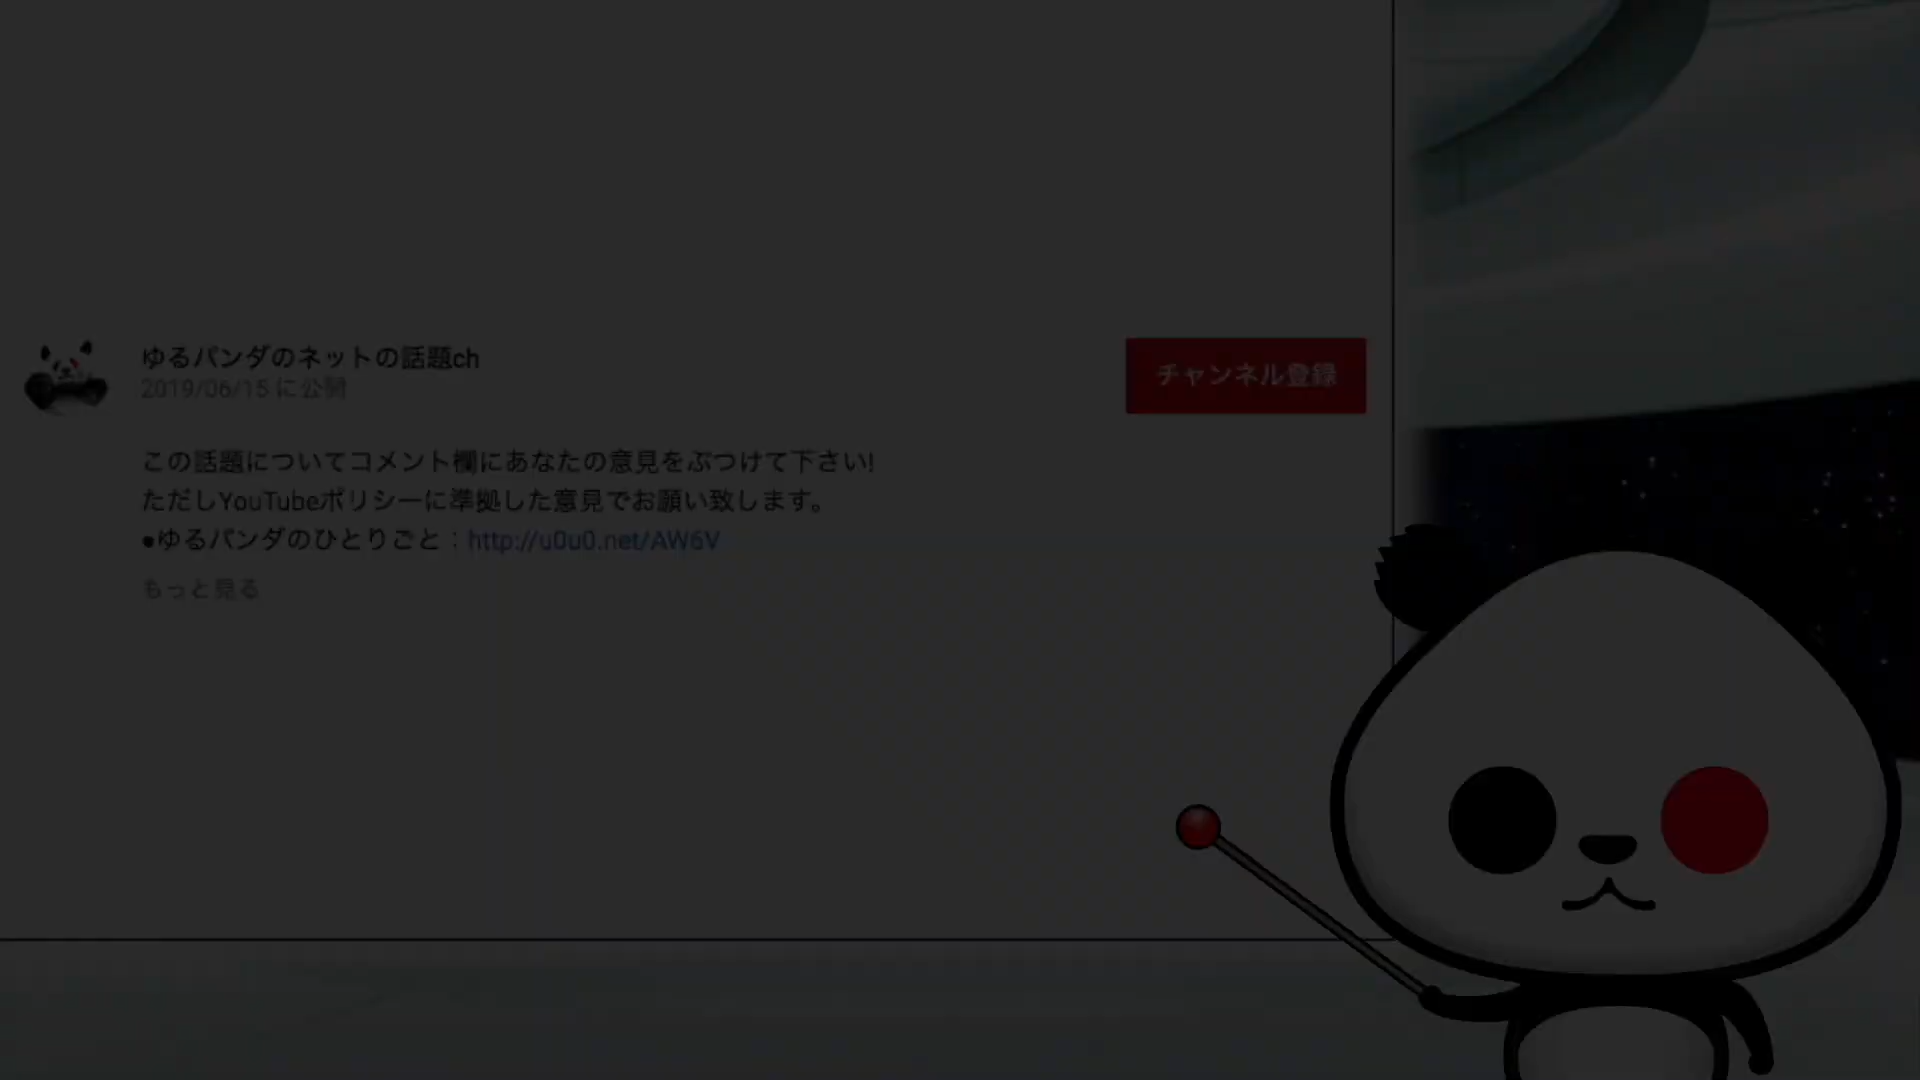 ゆるパンダのネットの話題ch
2019/06/15 に公開
チャンネル登録
この話題についてコメント欄にあなたの意見をぶつけて下さい!
ただしYouTubeポリシーに準拠した意見でお願い致します。
●ゆるパンダのひとりごと：http://u0u0.net/AW6V
もっと見る